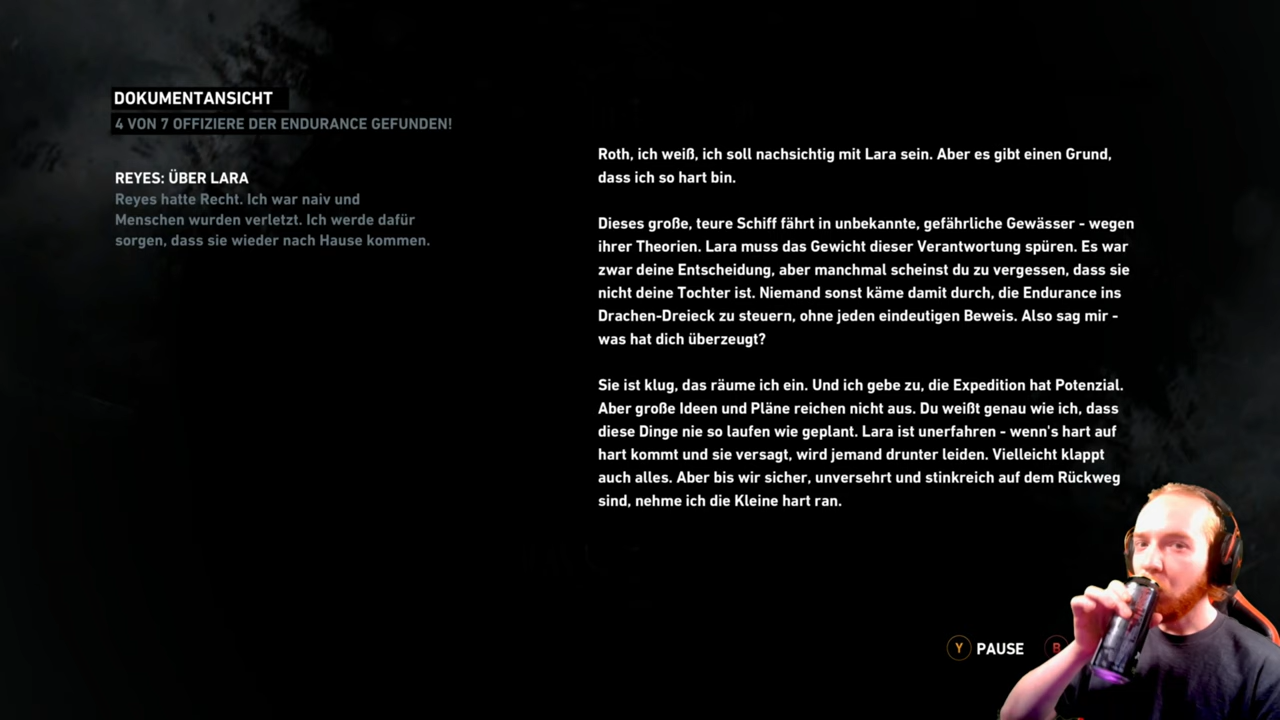 DOKUMENTANSICHT
4 VON 7 OFFIZIERE DER ENDURANCE GEFUNDEN!
REYES: ÜBER LARA
Reyes hatte Recht. Ich war naiv und
Menschen wurden verletzt. Ich werde dafür
sorgen, dass sie wieder nach Hause kommen.
Roth, ich weiß, ich soll nachsichtig mit Lara sein. Aber es gibt einen Grund,
dass ich so hart bin.
Dieses große, teure Schiff fährt in unbekannte, gefährliche Gewässer - wegen
ihrer Theorien. Lara muss das Gewicht dieser Verantwortung spüren. Es war
zwar deine Entscheidung, aber manchmal scheinst du zu vergessen, dass sie
nicht deine Tochter ist. Niemand sonst käme damit durch, die Endurance ins
Drachen-Dreieck zu steuern, ohne jeden eindeutigen Beweis. Also sag mir -
was hat dich überzeugt?
Sie ist klug, das räume ich ein. Und ich gebe zu, die Expedition hat Potenzial.
Aber große Ideen und Pläne reichen nicht aus. Du weißt genau wie ich, dass
diese Dinge nie so laufen wie geplant. Lara ist unerfahren - wenn's hart auf
hart kommt und sie versagt, wird jemand drunter leiden. Vielleicht klappt
auch alles. Aber bis wir sicher, unversehrt und stinkreich auf dem Rückweg
sind, nehme ich die Kleine hart ran.
Y PAUSE B